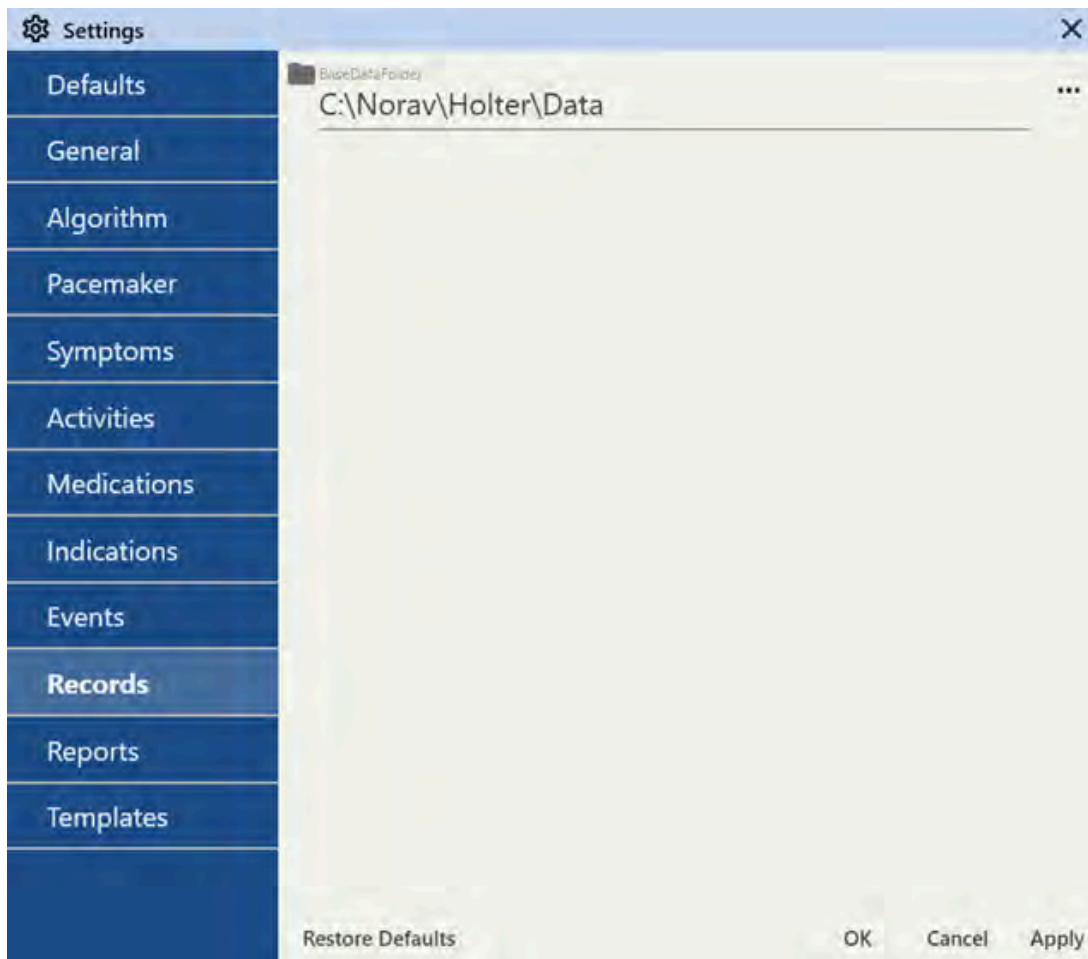 Settings
Defaults
General
Algorithm
Pacemaker
Symptoms
Activities
Medications
Indications
Events
Records
Reports
Templates
BaseDataFolder
C:\Norav\Holter\Data
...
Restore Defaults
OK Cancel Apply